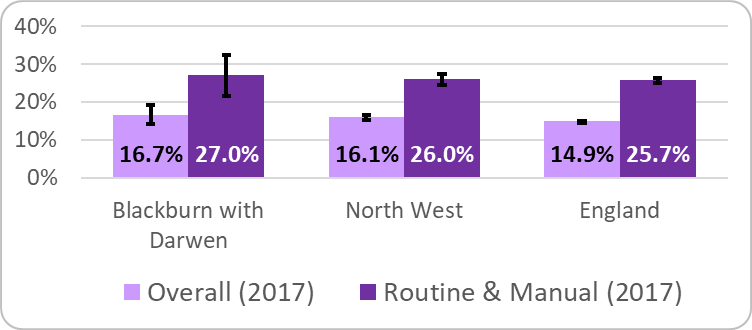 40%
30%
20%
10%
0%
16.7% 27.0% 16.1% 26.0% 14.9% 25.7%
Blackburn with Darwen
North West
England
Overall (2017)
Routine & Manual (2017)